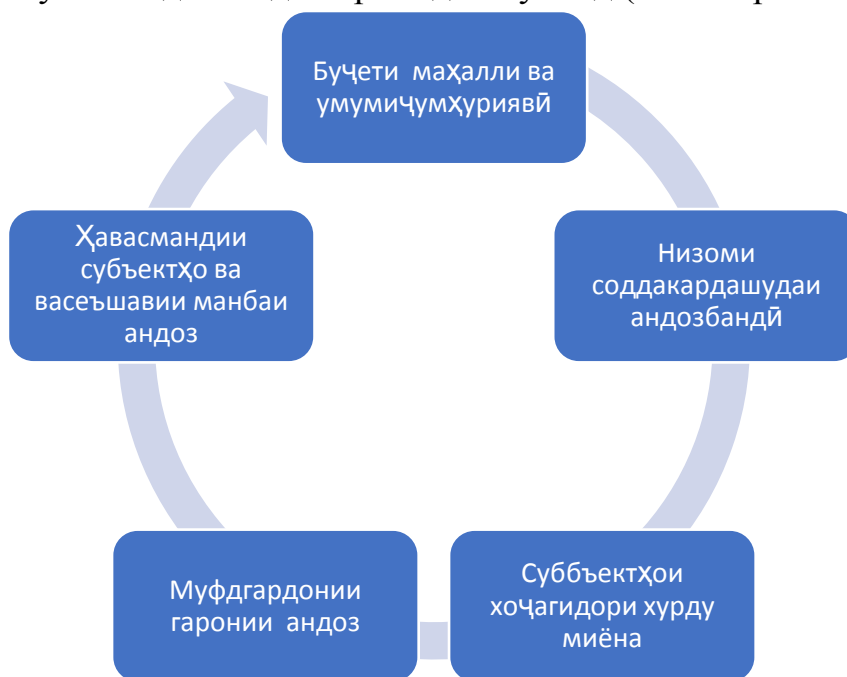 Буҷети маҳалли ва
умумиҷумҳуриявӣ
Низоми
соддакардашудаи
андозбандӣ
Суббъектҳои
хоҷагидори хурду
миёна
Муфдгардонии
гаронии андоз
Ҳавасмандии
субъектҳо ва
васеъшавии манбаи
андоз